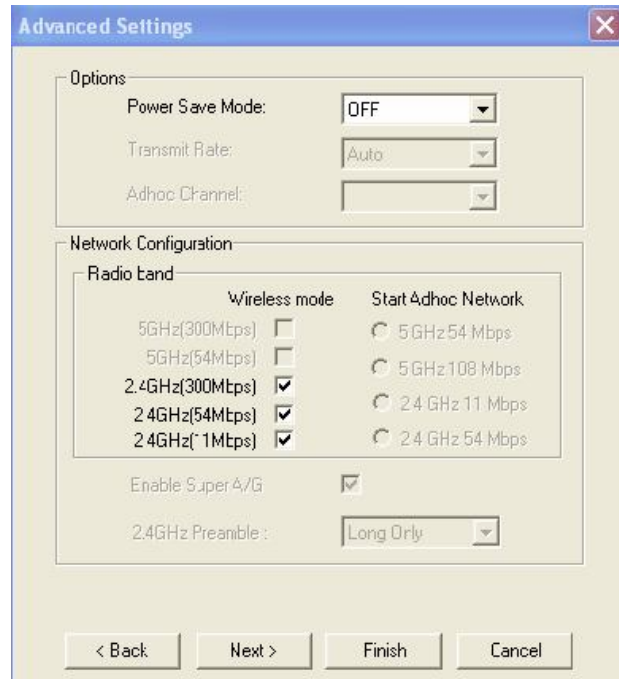 Advanced Settings
Options
Power Save Mode: OFF
Transmit Rate: Auto
Adhoc Channel:
Network Configuration
Radio band
Wireless mode Start Adhoc Network
5GHz(300Mbps) 5 GHz 54 Mbps
5GHz(54Mbps) 5 GHz 108 Mbps
2.4GHz(300Mbps) 2.4 GHz 11 Mbps
2.4GHz(54Mbps) 2.4 GHz 54 Mbps
2.4GHz(11Mbps)
Enable Super A/G
2.4GHz Preamble : Long Only
< Back Next > Finish Cancel